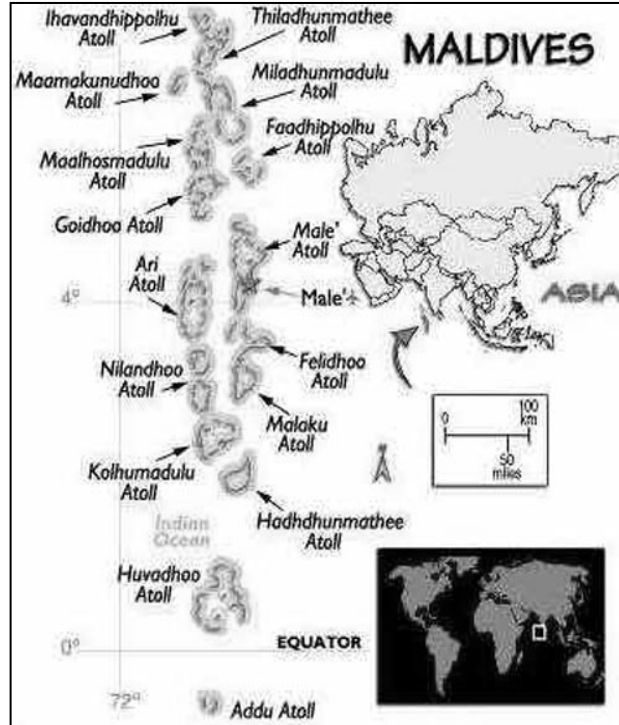 MALDIVES
Ihavandhippolhu
Atoll
Thiladhunmathee
Atoll
Maamakunudhoo
Atoll
Miladhunmadulu
Atoll
Faadhippolhu
Atoll
Maalhosmadulu
Atoll
Goidhoo Atoll
Male'
Atoll
Ari
Atoll
Male'
ASIA
4°
Nilandhoo
Atoll
Felidhoo
Atoll
Malaku
Atoll
0
100
km
50
miles
Kolhumadulu
Atoll
Hadhdhunmathee
Atoll
Indian
Ocean
Huvadhoo
Atoll
0°
EQUATOR
72°
Addu Atoll